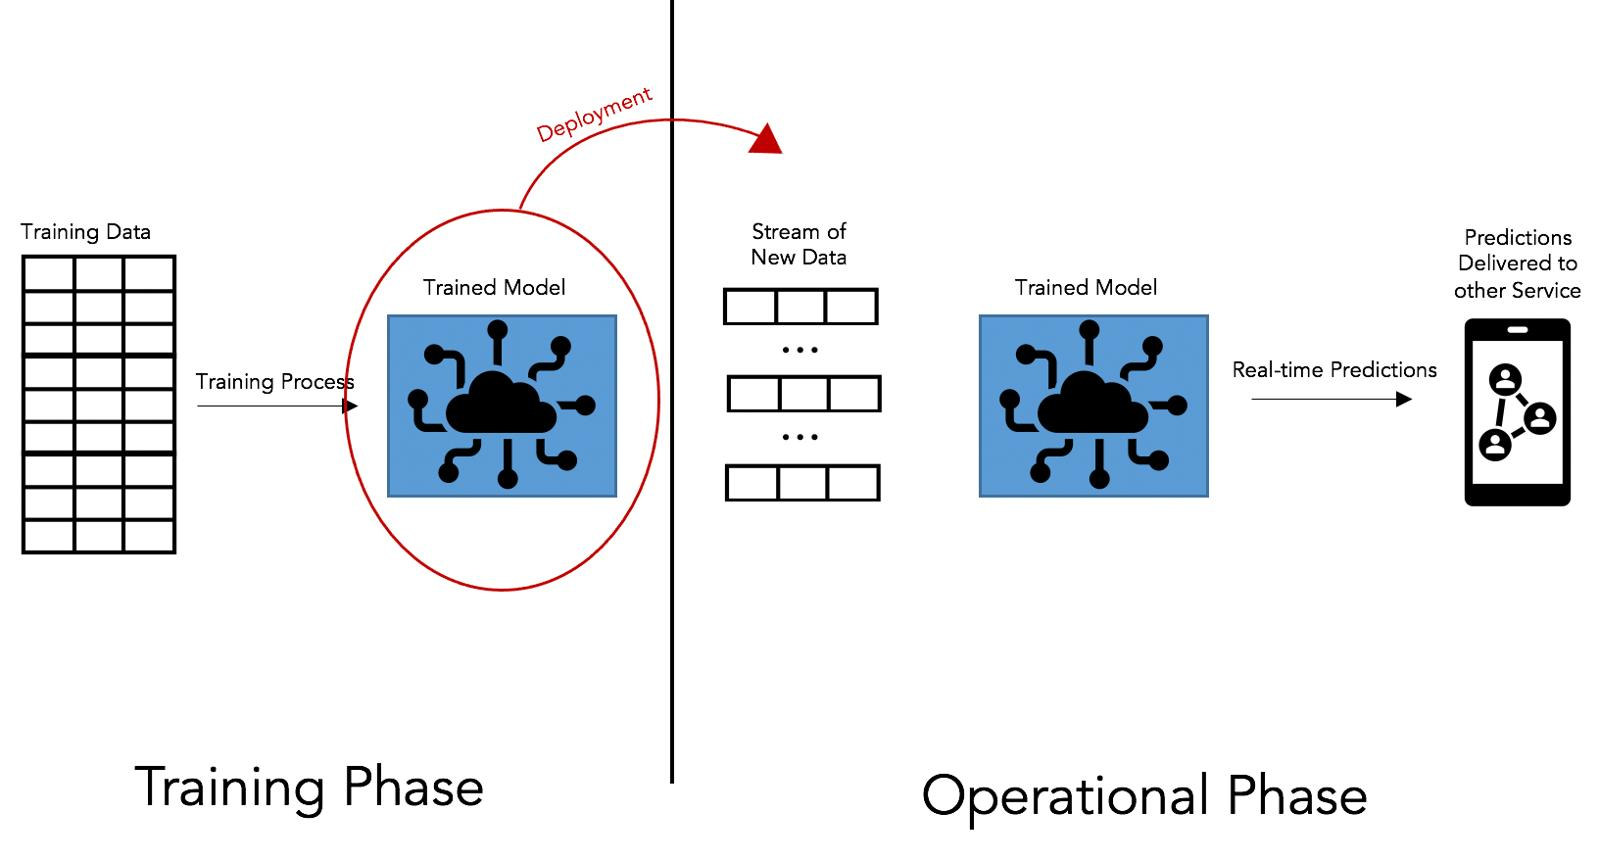 Deployment
Training Data
Trained Model
Training Process
Stream of
New Data
Trained Model
Real-time Predictions
Predictions
Delivered to
other Service
Training Phase
Operational Phase